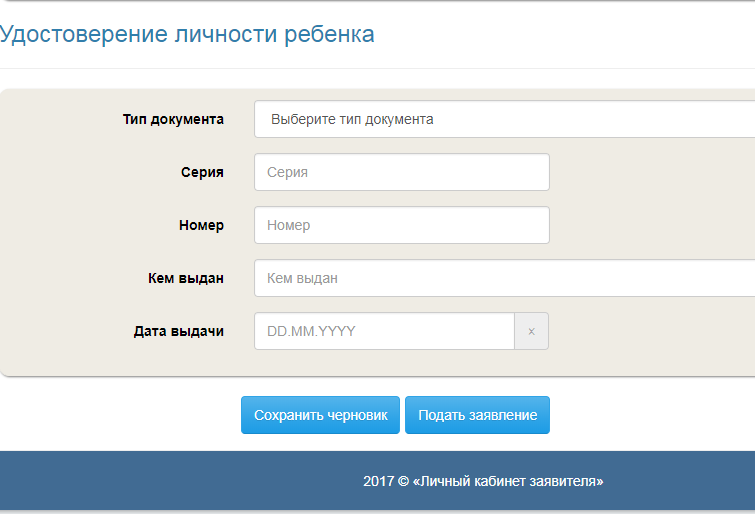 Удостоверение личности ребенка
Тип документа Выберите тип документа
Серия Серия
Номер Номер
Кем выдан Кем выдан
Дата выдачи DD.MM.YYYY ×
Сохранить черновик Подать заявление
2017 © «Личный кабинет заявителя»